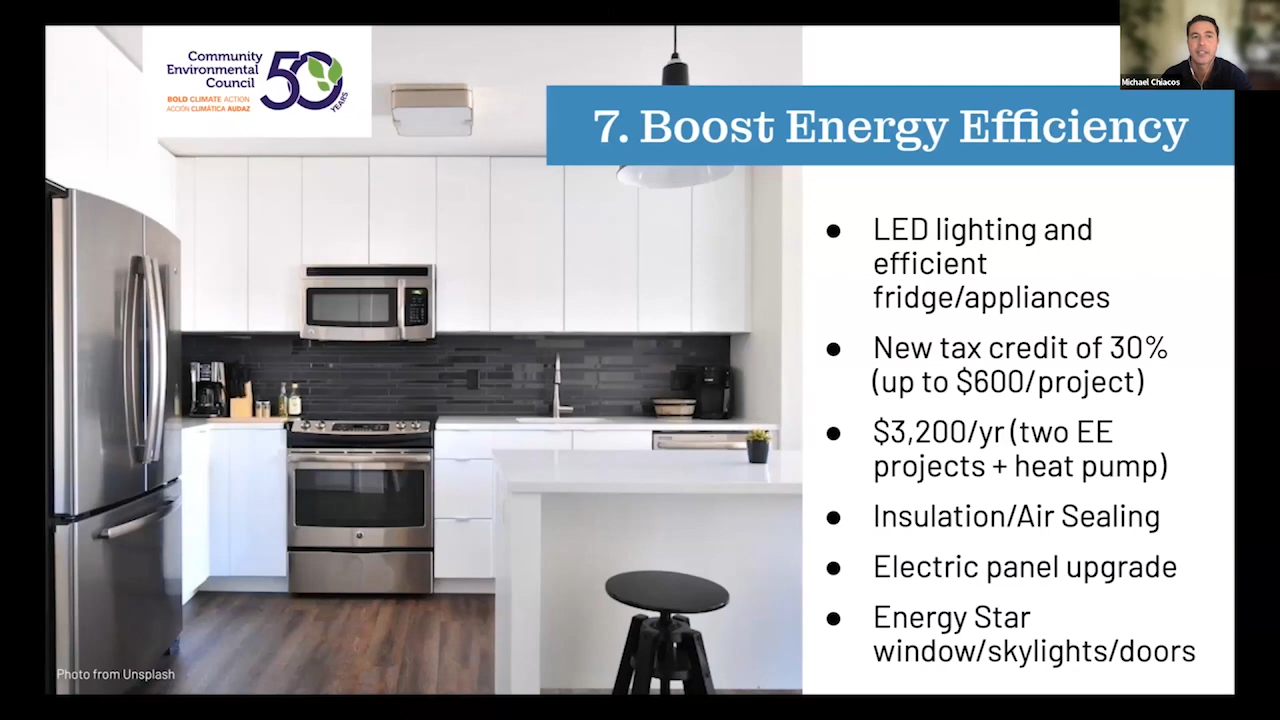 Community
Environmental
Council
50
YEARS
BOLD CLIMATE ACTION
ACCIÓN CLIMÁTICA AUDAZ
Michael Chiacos
7. Boost Energy Efficiency
● LED lighting and
efficient
fridge/appliances
● New tax credit of 30%
(up to $600/project)
● $3,200/yr (two EE
projects + heat pump)
● Insulation/Air Sealing
● Electric panel upgrade
● Energy Star
window/skylights/doors
Photo from Unsplash